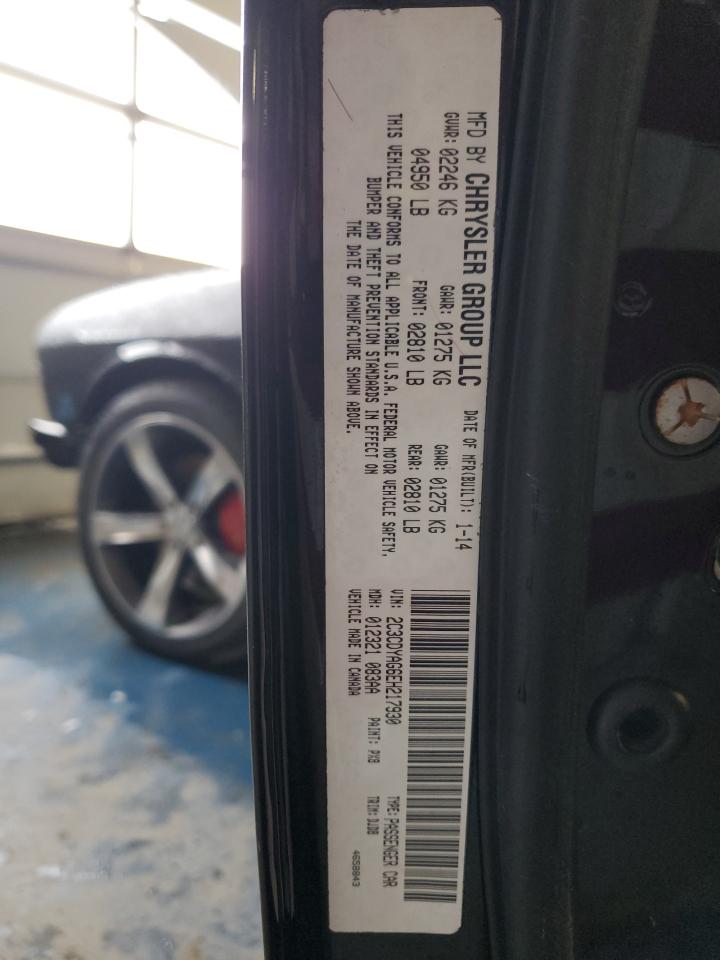 MFD BY CHRYSLER GROUP LLC DATE OF MFR(BUILT): 1-14
GVWR: 02246 KG GAWR: 01275 KG GAWR: 01275 KG
04950 LB FRONT: 02810 LB REAR: 02810 LB
THIS VEHICLE CONFORMS TO ALL APPLICABLE U.S.A. FEDERAL MOTOR VEHICLE SAFETY,
BUMPER AND THEFT PREVENTION STANDARDS IN EFFECT ON
THE DATE OF MANUFACTURE SHOWN ABOVE.
VIN: 2C3CDYAG6EH217930 TYPE: PASSENGER CAR
MDH: 012321 083AA PAINT: PX8 TRIM: DJDB
VEHICLE MADE IN CANADA 4658843